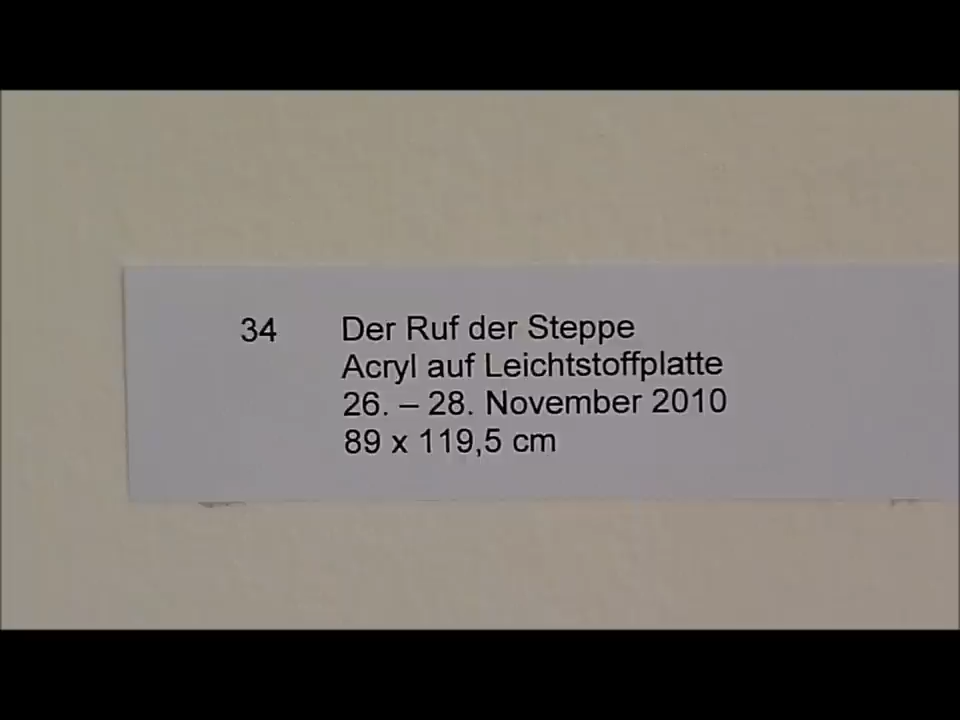 34 Der Ruf der Steppe
Acryl auf Leichtstoffplatte
26. – 28. November 2010
89 x 119,5 cm